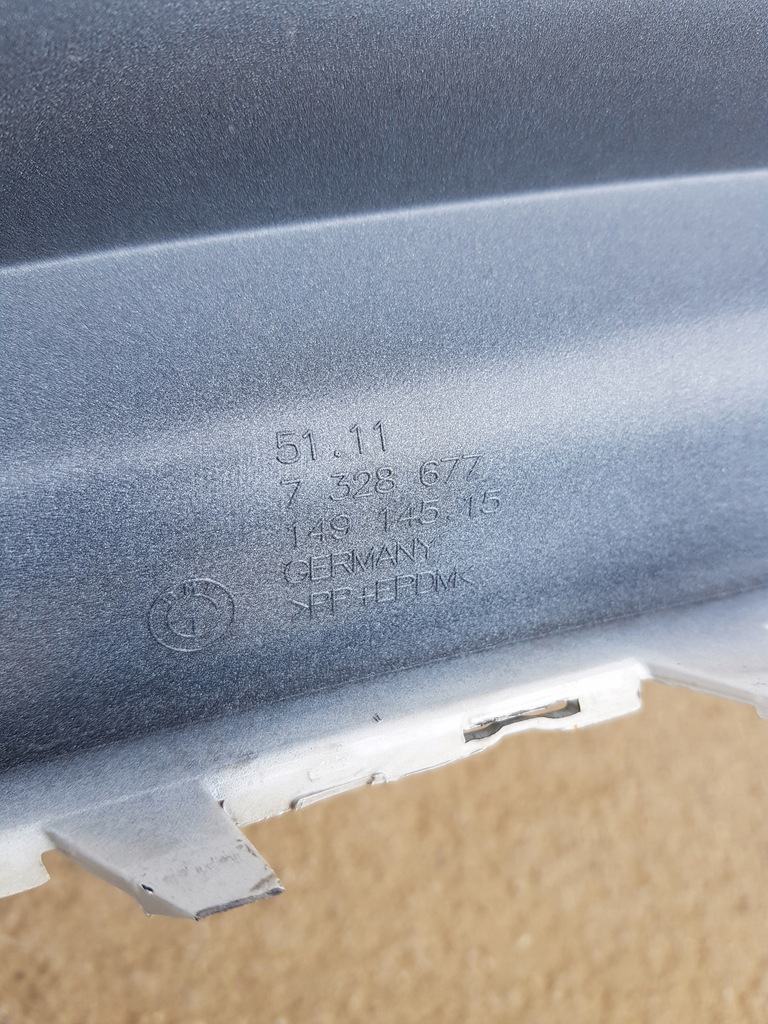 51.11
7 328 677
149 145.15
GERMANY
>PP+EPDM<